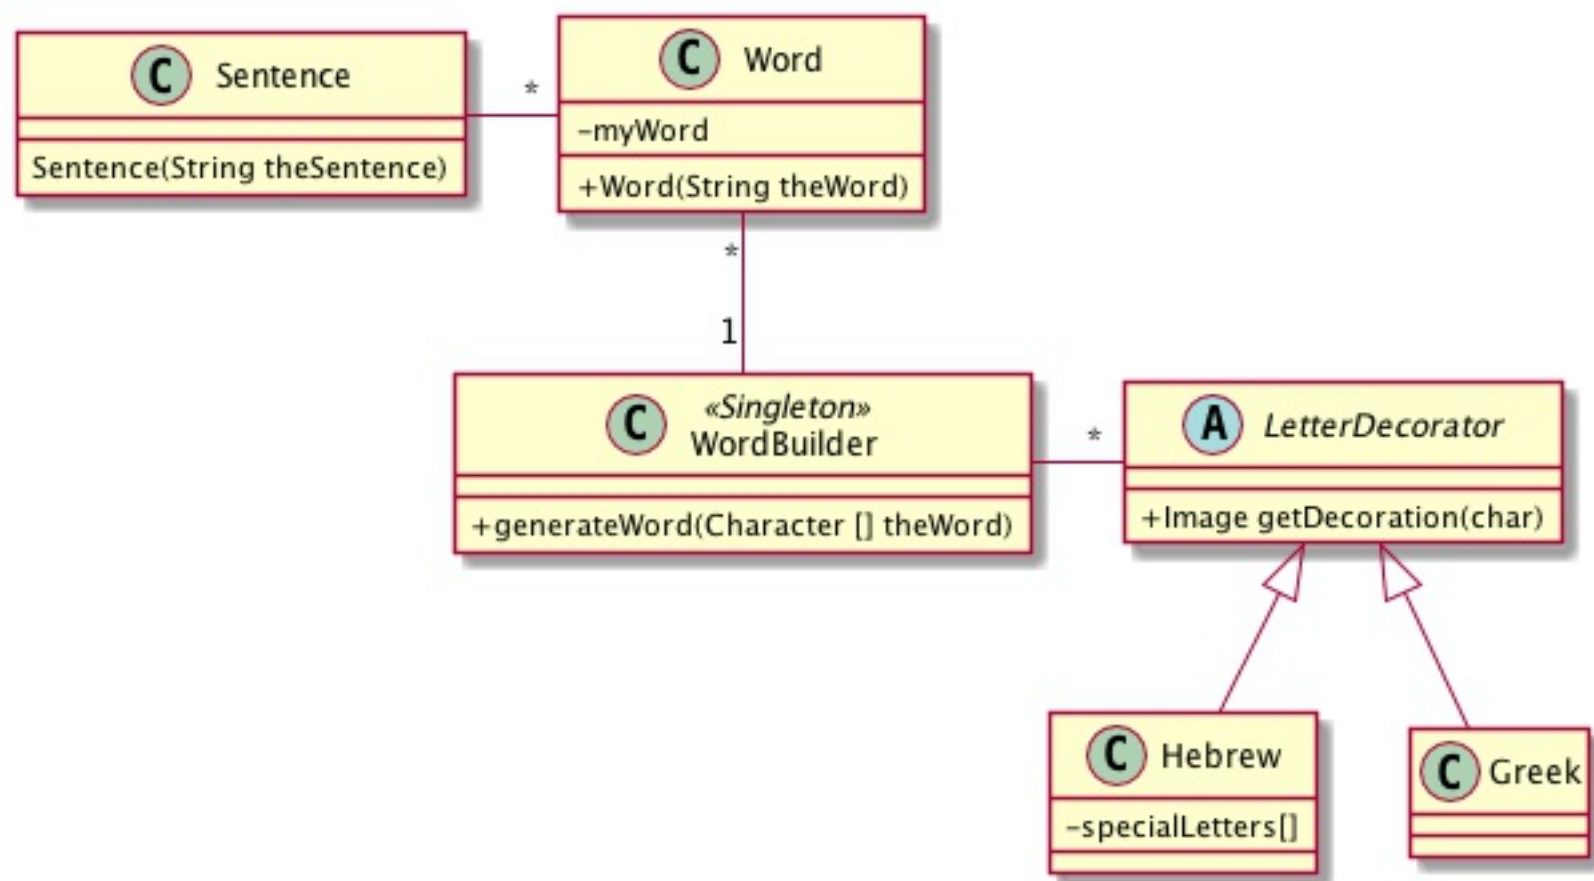 C Sentence
Sentence(String theSentence)
*
C Word
-myWord
+Word(String theWord)
*
1
C «Singleton»
WordBuilder
+generateWord(Character [] theWord)
*
A LetterDecorator
+Image getDecoration(char)
C Hebrew
-specialLetters[]
C Greek